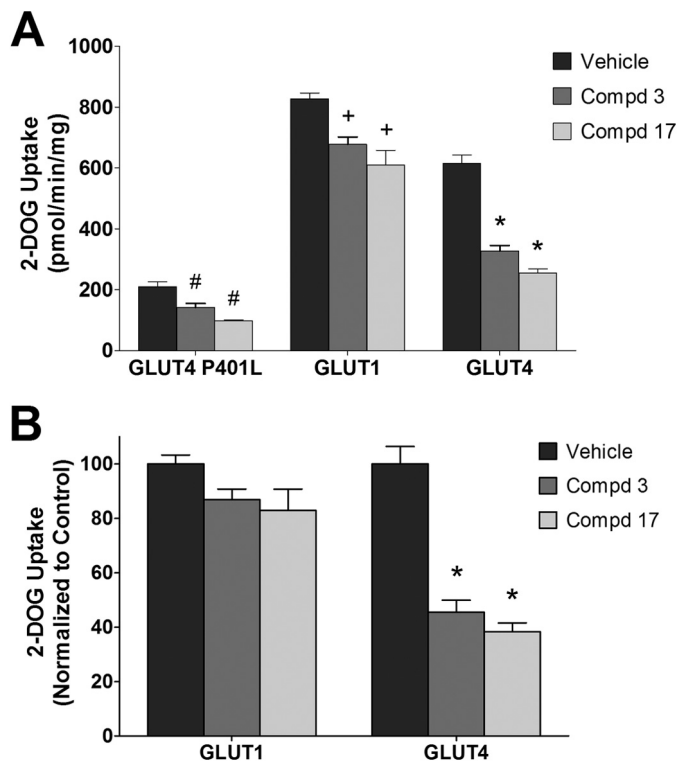 A
2-DOG Uptake
(pmol/min/mg)
1000
800
600
400
200
0
# #
+ +
* *
GLUT4 P401L GLUT1 GLUT4
Vehicle
Compd 3
Compd 17
B
2-DOG Uptake
(Normalized to Control)
100
80
60
40
20
0
* *
GLUT1 GLUT4
Vehicle
Compd 3
Compd 17